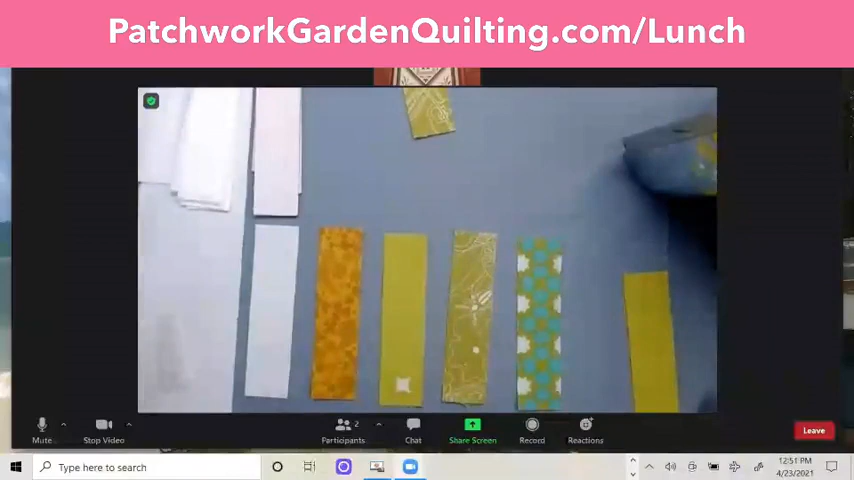 PatchworkGardenQuilting.com/Lunch
Mute
Stop Video
2
Participants
Chat
Share Screen
Record
Reactions
Leave
Type here to search
12:51 PM
4/23/2021